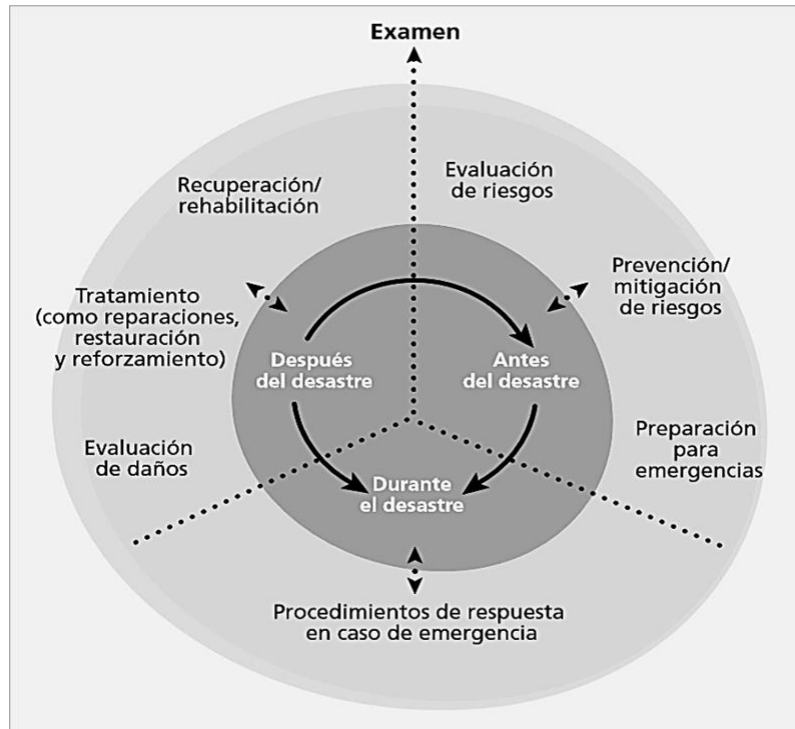 Examen
Evaluación
de riesgos
Recuperación/
rehabilitación
Prevención/
mitigación
de riesgos
Tratamiento
(como reparaciones,
restauración
y reforzamiento)
Después
del desastre
Antes
del desastre
Evaluación
de daños
Preparación
para
emergencias
Durante
el desastre
Procedimientos de respuesta
en caso de emergencia